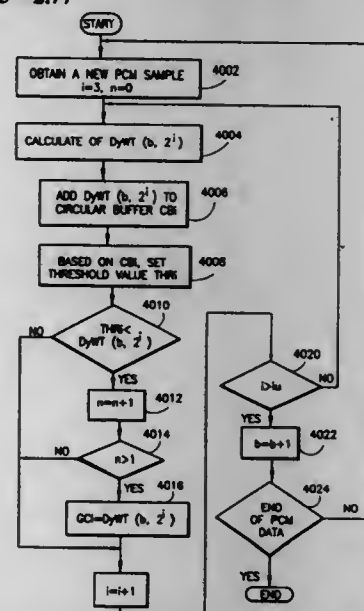 START
OBTAIN A NEW PCM SAMPLE
i=3, n=0
4002
CALCULATE OF DyWT (b, 2^i)
4004
ADD DyWT (b, 2^i) TO
CIRCULAR BUFFER CBi
4006
BASED ON CBi, SET
THRESHOLD VALUE THRi
4008
4010
THRi<
DyWT (b, 2^i)
NO
YES
n=n+1
4012
4014
n>1
NO
YES
4016
GCI=DyWT (b, 2^i)
i=i+1
4020
i>iu
NO
YES
4022
b=b+1
4024
END
OF PCM
DATA
NO
YES
END